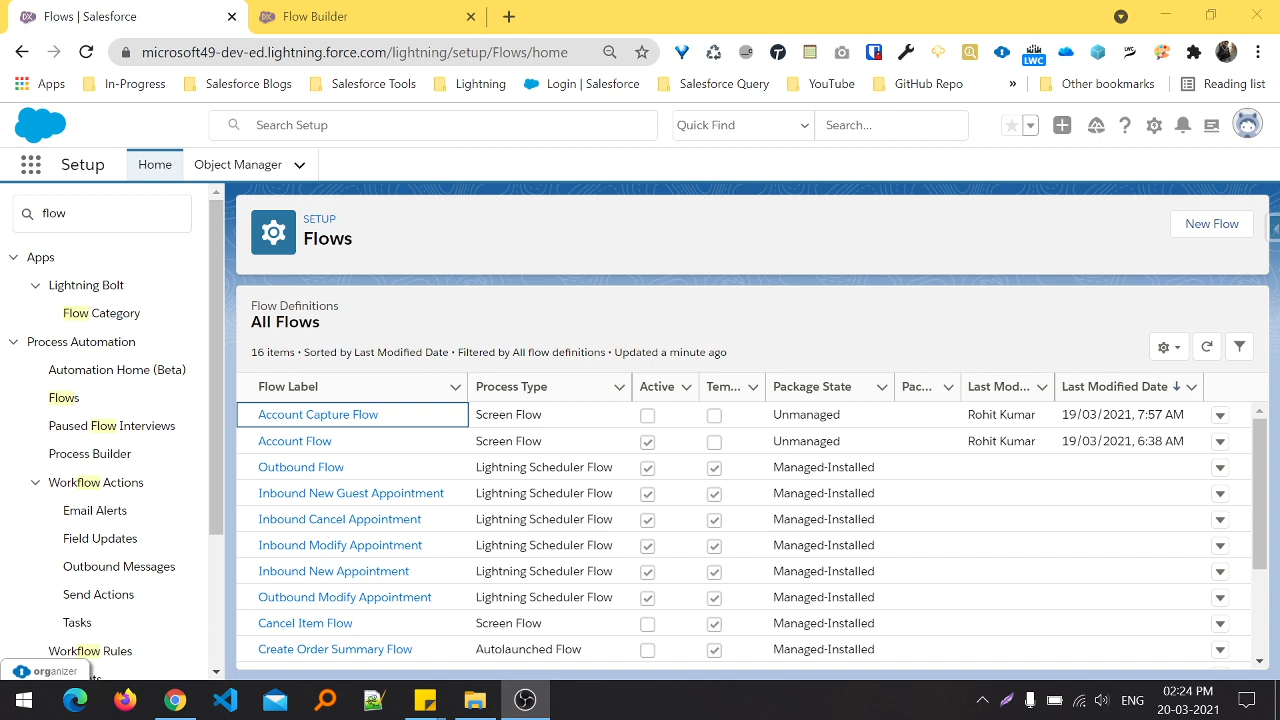 Flows | Salesforce
Flow Builder
microsoft49-dev-ed.lightning.force.com/lightning/setup/Flows/home
LWC
Apps
In-Progress
Salesforce Blogs
Salesforce Tools
Lightning
Login | Salesforce
Salesforce Query
YouTube
GitHub Repo
»
Other bookmarks
Reading list
Search Setup
Quick Find
Search...
Setup
Home
Object Manager
flow
Apps
Lightning Bolt
Flow Category
Process Automation
Automation Home (Beta)
Flows
Paused Flow Interviews
Process Builder
Workflow Actions
Email Alerts
Field Updates
Outbound Messages
Send Actions
Tasks
Workflow Rules
organizer
SETUP
Flows
New Flow
Flow Definitions
All Flows
16 items • Sorted by Last Modified Date • Filtered by All flow definitions • Updated a minute ago
Flow Label Process Type Active Tem... Package State Pac... Last Mod... Last Modified Date
Account Capture Flow Screen Flow Unmanaged Rohit Kumar 19/03/2021, 7:57 AM
Account Flow Screen Flow Unmanaged Rohit Kumar 19/03/2021, 6:38 AM
Outbound Flow Lightning Scheduler Flow Managed-Installed
Inbound New Guest Appointment Lightning Scheduler Flow Managed-Installed
Inbound Cancel Appointment Lightning Scheduler Flow Managed-Installed
Inbound Modify Appointment Lightning Scheduler Flow Managed-Installed
Inbound New Appointment Lightning Scheduler Flow Managed-Installed
Outbound Modify Appointment Lightning Scheduler Flow Managed-Installed
Cancel Item Flow Screen Flow Managed-Installed
Create Order Summary Flow Autolaunched Flow Managed-Installed
ENG
02:24 PM
20-03-2021